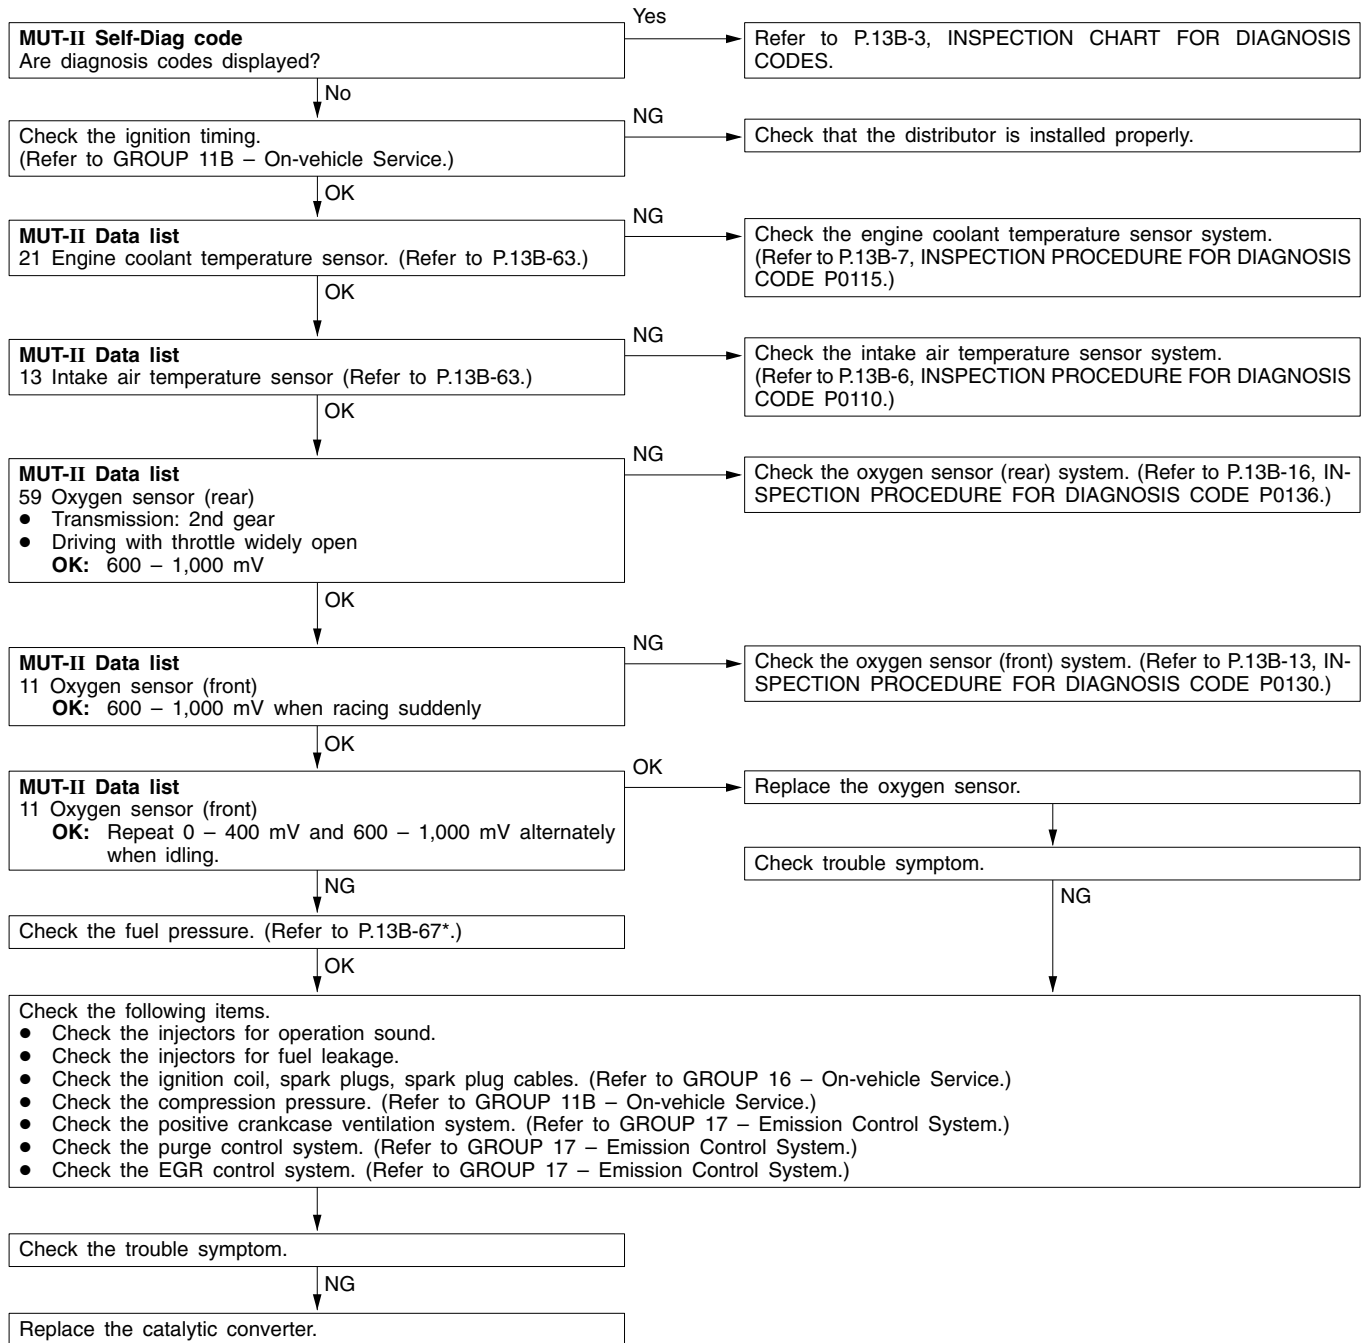 MUT-II Self-Diag code
Are diagnosis codes displayed?
Yes
Refer to P.13B-3, INSPECTION CHART FOR DIAGNOSIS
CODES.
No
Check the ignition timing.
(Refer to GROUP 11B – On-vehicle Service.)
NG
Check that the distributor is installed properly.
OK
MUT-II Data list
21 Engine coolant temperature sensor. (Refer to P.13B-63.)
NG
Check the engine coolant temperature sensor system.
(Refer to P.13B-7, INSPECTION PROCEDURE FOR DIAGNOSIS
CODE P0115.)
OK
MUT-II Data list
13 Intake air temperature sensor (Refer to P.13B-63.)
NG
Check the intake air temperature sensor system.
(Refer to P.13B-6, INSPECTION PROCEDURE FOR DIAGNOSIS
CODE P0110.)
OK
MUT-II Data list
59 Oxygen sensor (rear)
● Transmission: 2nd gear
● Driving with throttle widely open
OK: 600 – 1,000 mV
NG
Check the oxygen sensor (rear) system. (Refer to P.13B-16, IN-
SPECTION PROCEDURE FOR DIAGNOSIS CODE P0136.)
OK
MUT-II Data list
11 Oxygen sensor (front)
OK: 600 – 1,000 mV when racing suddenly
NG
Check the oxygen sensor (front) system. (Refer to P.13B-13, IN-
SPECTION PROCEDURE FOR DIAGNOSIS CODE P0130.)
OK
MUT-II Data list
11 Oxygen sensor (front)
OK: Repeat 0 – 400 mV and 600 – 1,000 mV alternately
when idling.
OK
Replace the oxygen sensor.
Check trouble symptom.
NG
NG
Check the fuel pressure. (Refer to P.13B-67*.)
OK
Check the following items.
● Check the injectors for operation sound.
● Check the injectors for fuel leakage.
● Check the ignition coil, spark plugs, spark plug cables. (Refer to GROUP 16 – On-vehicle Service.)
● Check the compression pressure. (Refer to GROUP 11B – On-vehicle Service.)
● Check the positive crankcase ventilation system. (Refer to GROUP 17 – Emission Control System.)
● Check the purge control system. (Refer to GROUP 17 – Emission Control System.)
● Check the EGR control system. (Refer to GROUP 17 – Emission Control System.)
Check the trouble symptom.
NG
Replace the catalytic converter.